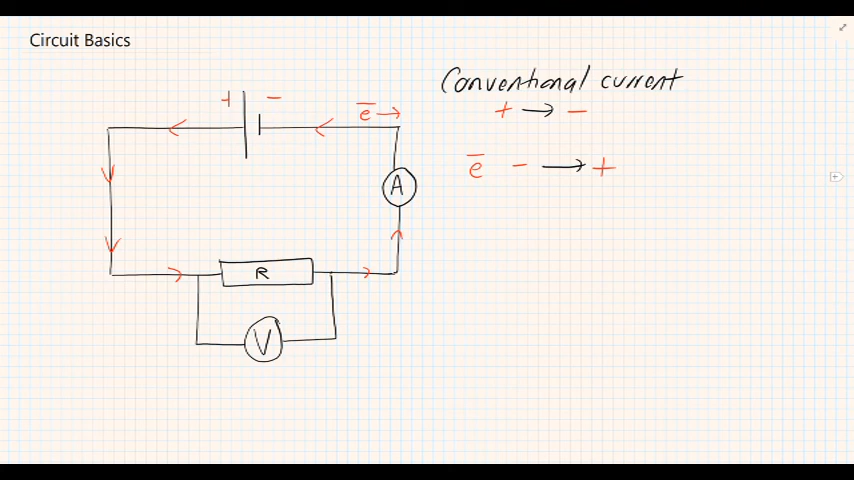 Circuit Basics
Conventional current
+ → -
+ - e̅ →
e̅ - → +
A
R
V